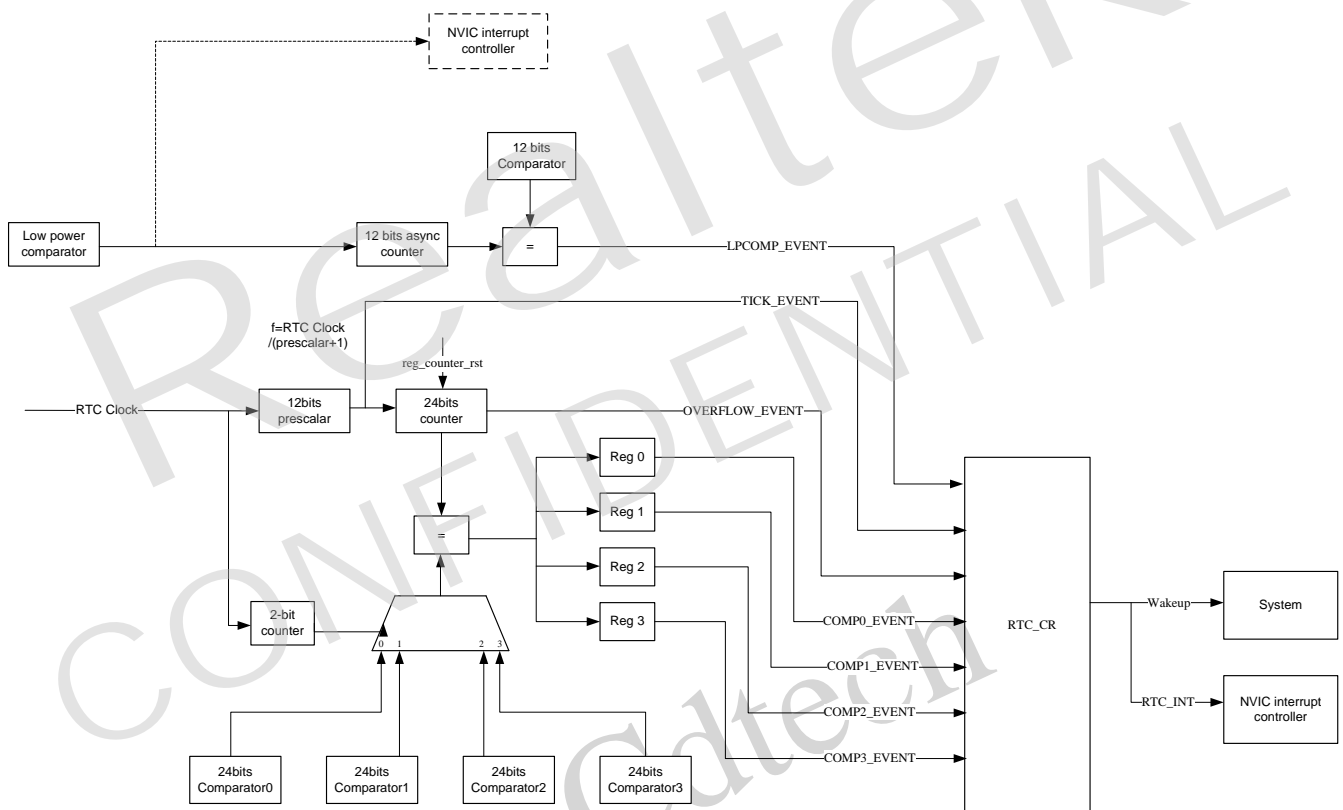 NVIC interrupt
controller
12 bits
Comparator
Low power
comparator
12 bits async
counter
=
LPCOMP_EVENT
TICK_EVENT
f=RTC Clock
/(prescalar+1)
reg_counter_rst
RTC Clock
12bits
prescalar
24bits
counter
OVERFLOW_EVENT
Reg 0
Reg 1
=
Reg 2
Reg 3
2-bit
counter
0 1 2 3
COMP0_EVENT
COMP1_EVENT
COMP2_EVENT
COMP3_EVENT
RTC_CR
Wakeup
System
RTC_INT
NVIC interrupt
controller
24bits
Comparator0
24bits
Comparator1
24bits
Comparator2
24bits
Comparator3
Realtek
CONFIDENTIAL
Cdtech